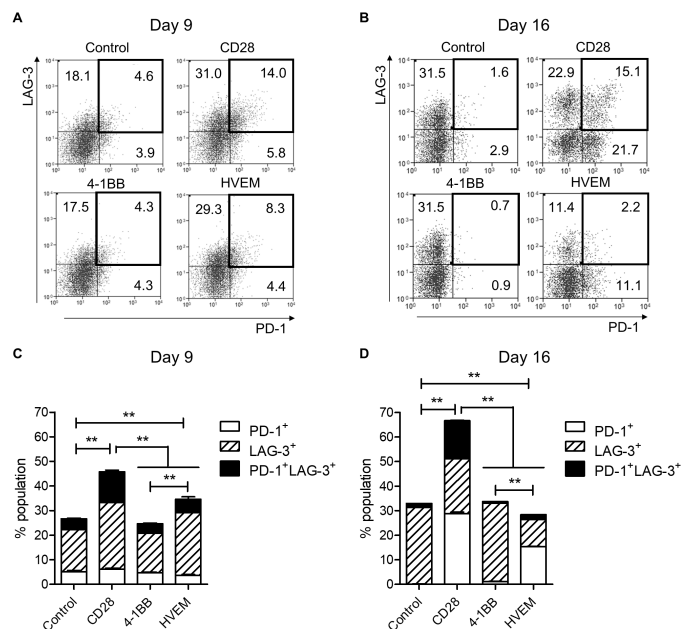 A
Day 9
B
Day 16
Control
CD28
Control
CD28
LAG-3
18.1 4.6
3.9
31.0 14.0
5.8
LAG-3
31.5 1.6
2.9
22.9 15.1
21.7
4-1BB
HVEM
4-1BB
HVEM
17.5 4.3
4.3
29.3 8.3
4.4
31.5 0.7
0.9
11.4 2.2
11.1
PD-1
PD-1
C
Day 9
D
Day 16
% population
70
60
50
40
30
20
10
0
**
**
**
**
Control
CD28
4-1BB
HVEM
PD-1+
LAG-3+
PD-1+LAG-3+
% population
70
60
50
40
30
20
10
0
**
**
**
**
Control
CD28
4-1BB
HVEM
PD-1+
LAG-3+
PD-1+LAG-3+